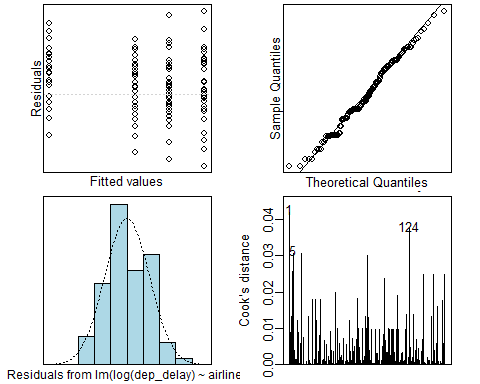 Residuals
Fitted values
Sample Quantiles
Theoretical Quantiles
Residuals from lm(log(dep_delay) ~ airline
Cook's distance
0.04
0.03
0.02
0.01
0.00
1
5
124